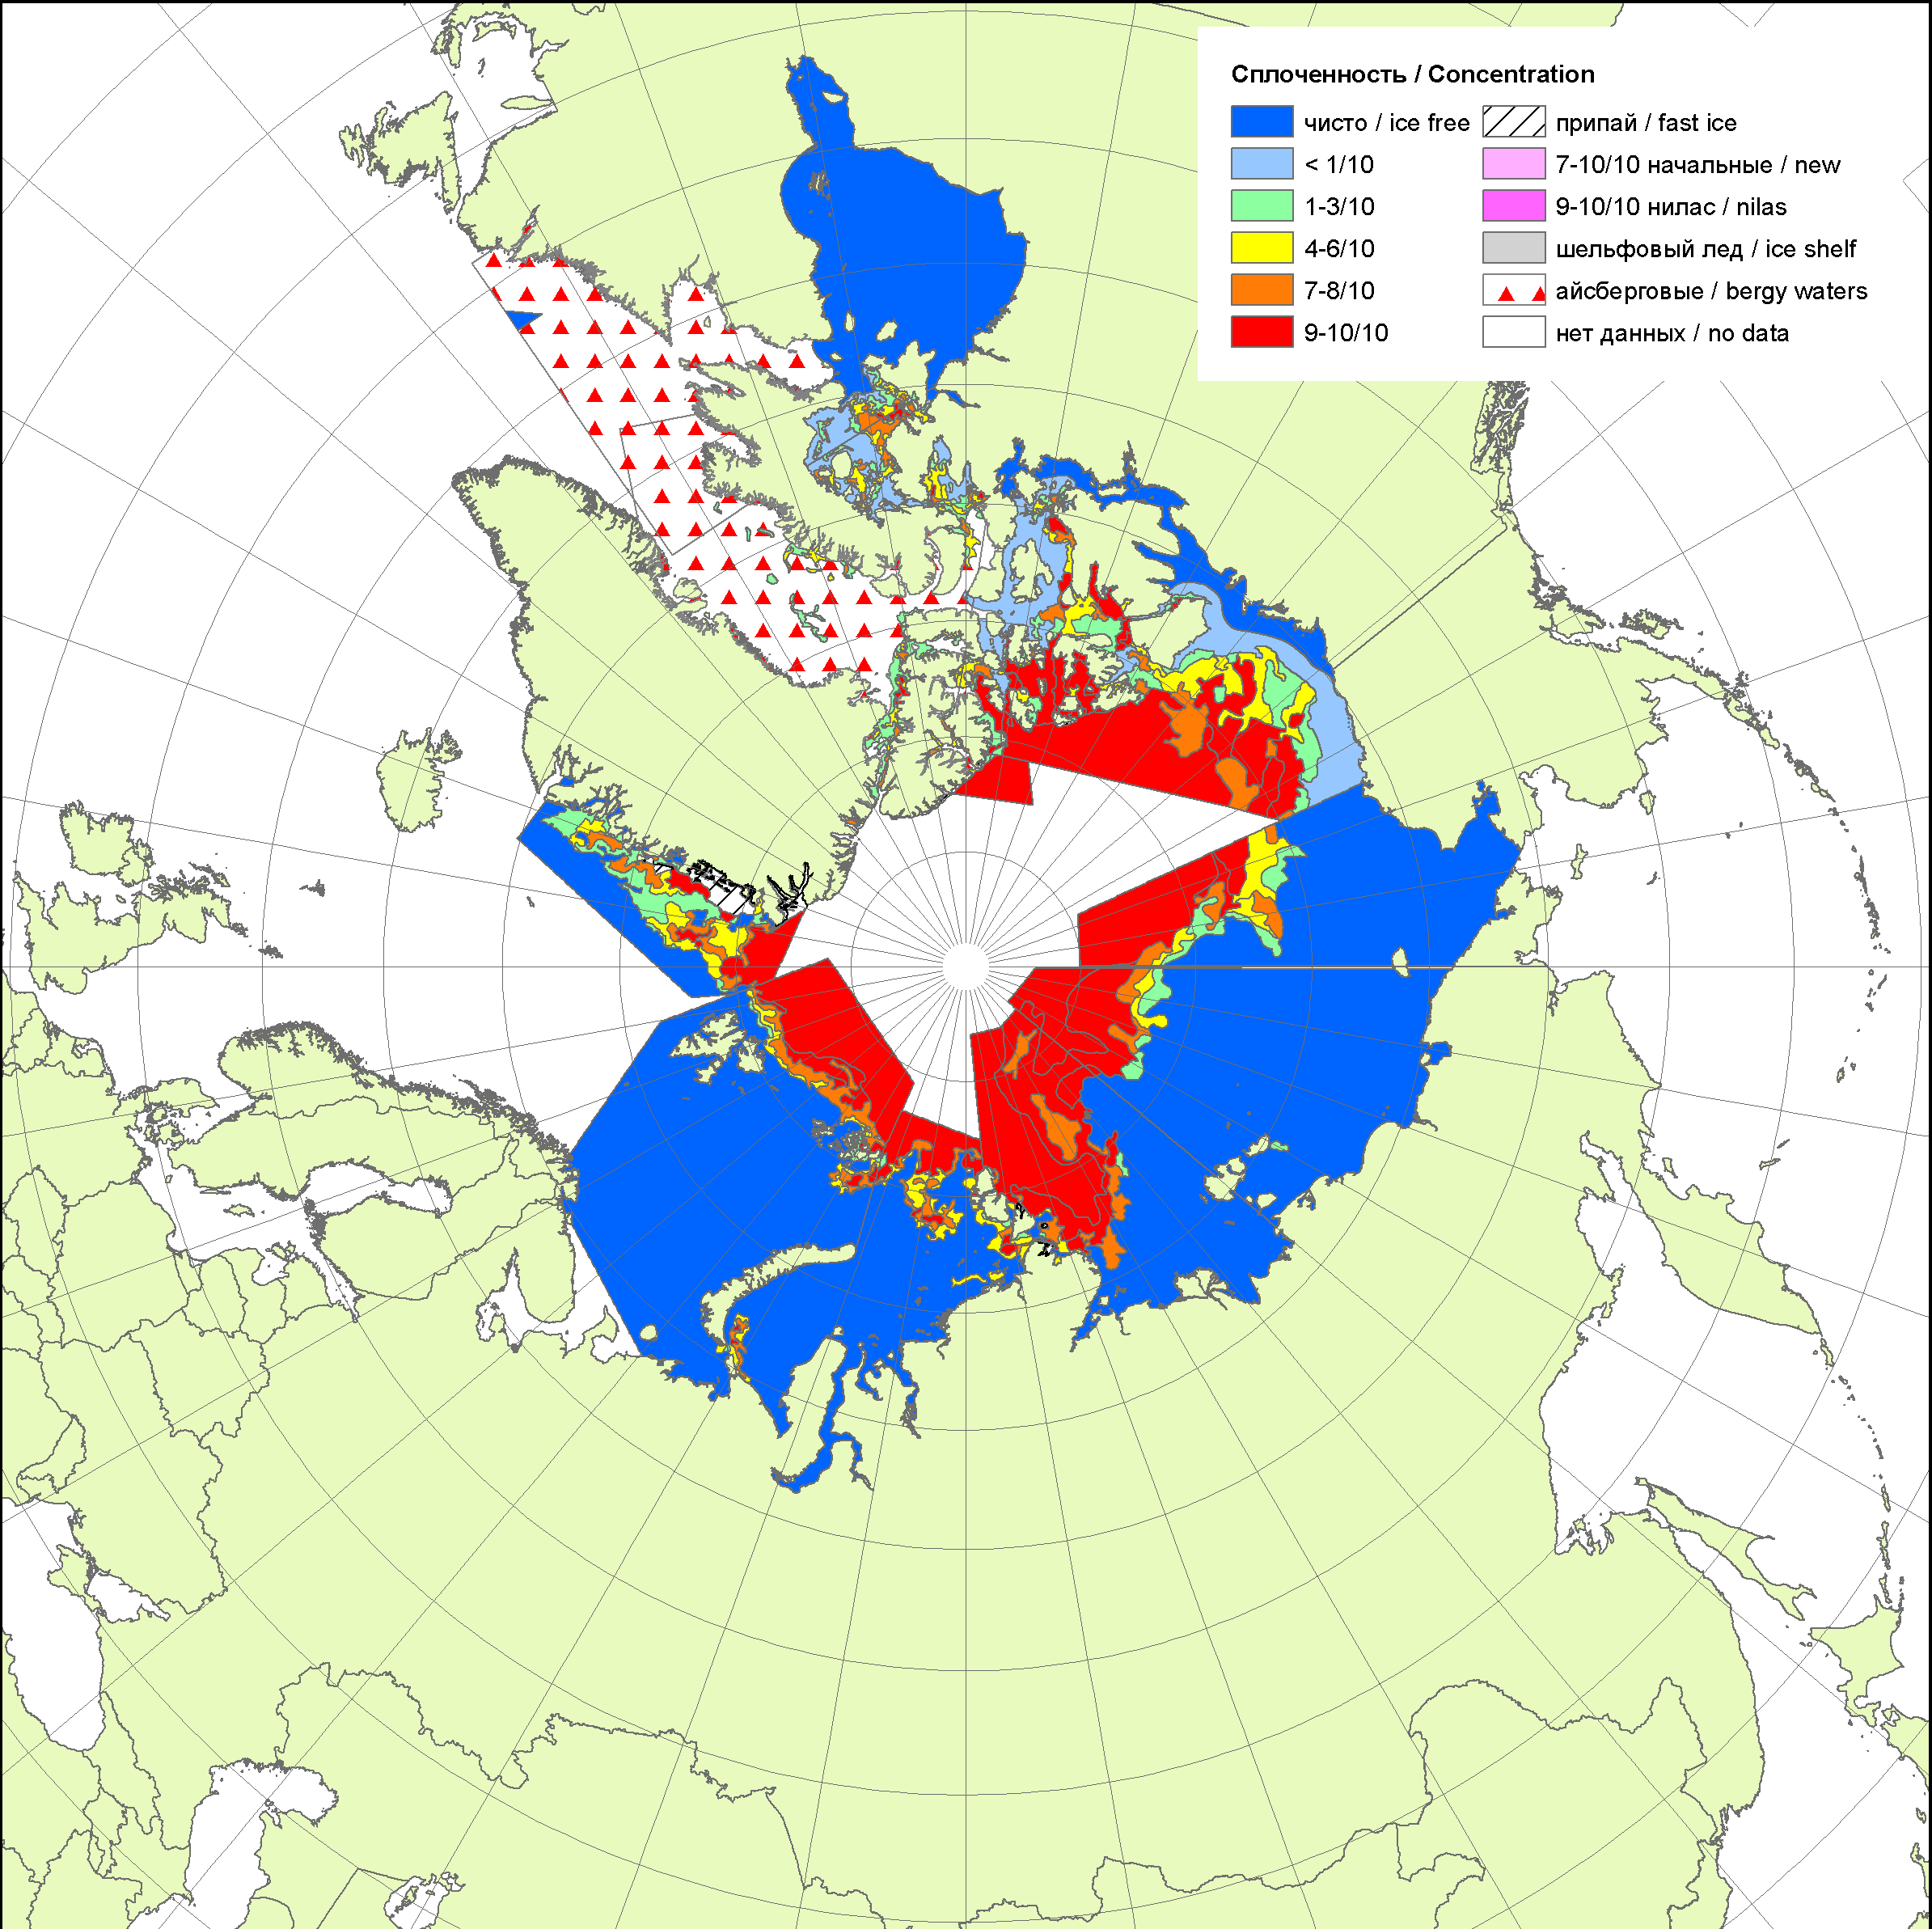 Сплоченность / Concentration
чисто / ice free
< 1/10
1-3/10
4-6/10
7-8/10
9-10/10
припай / fast ice
7-10/10 начальные / new
9-10/10 нилас / nilas
шельфовый лед / ice shelf
айсберговые / bergy waters
нет данных / no data